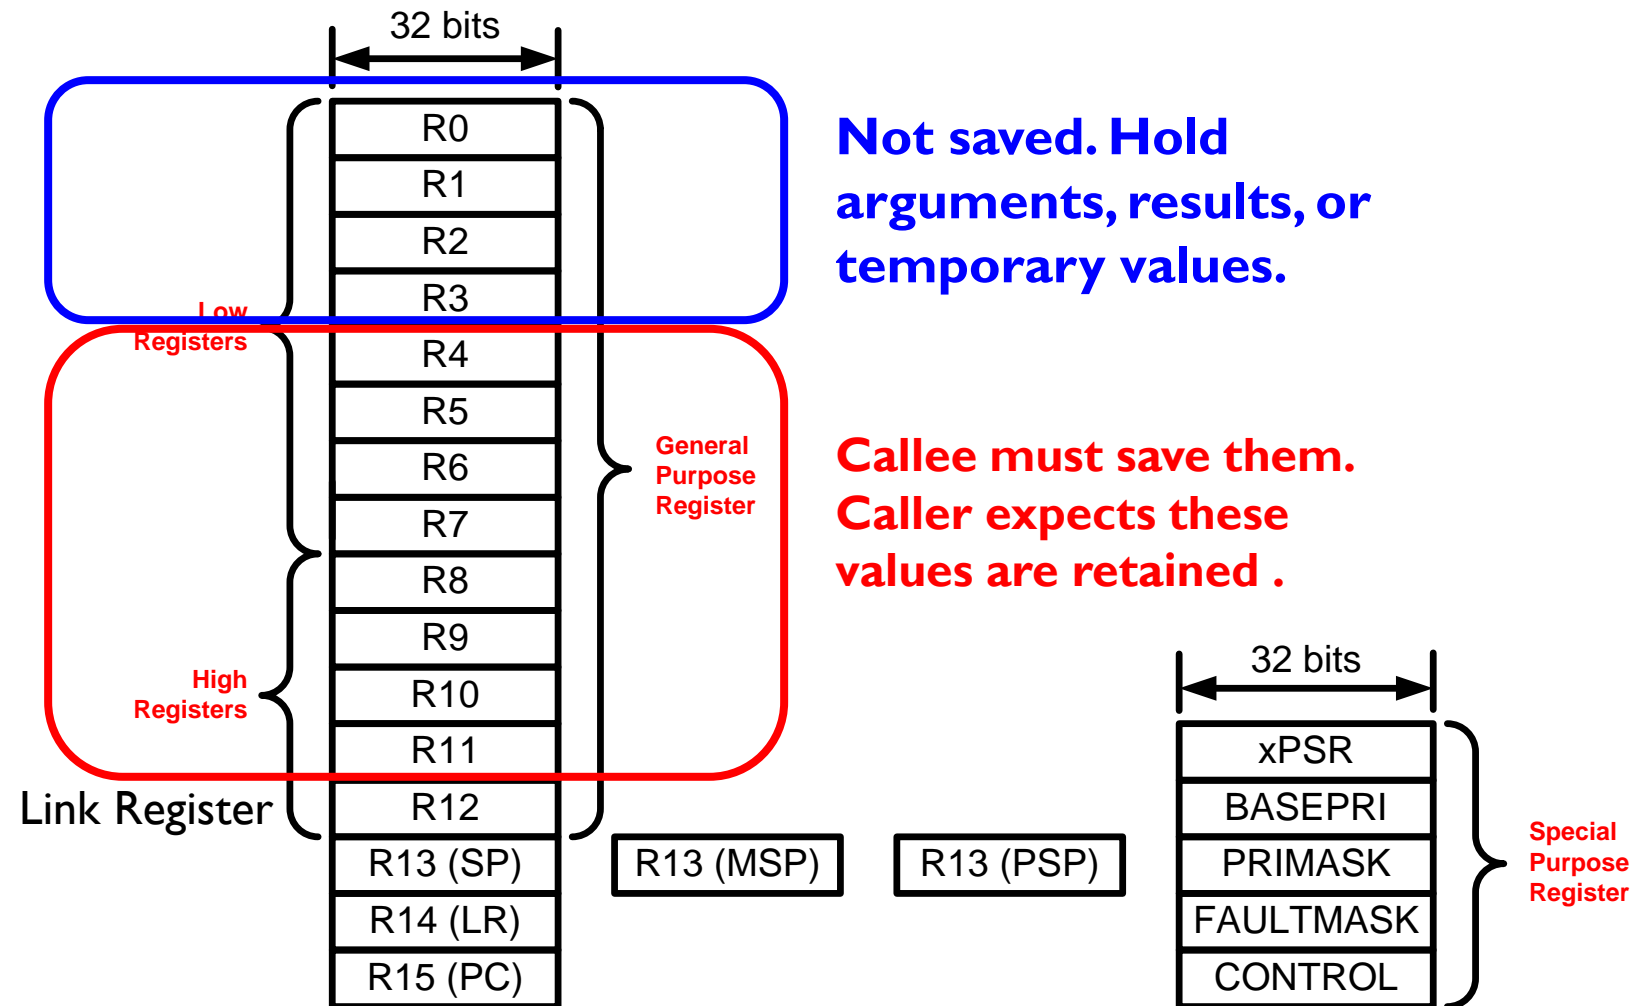 32 bits
R0
R1
R2
R3
R4
R5
R6
R7
R8
R9
R10
R11
R12
R13 (SP)
R14 (LR)
R15 (PC)
Low
Registers
High
Registers
Link Register
General
Purpose
Register
Not saved. Hold
arguments, results, or
temporary values.
Callee must save them.
Caller expects these
values are retained .
R13 (MSP)
R13 (PSP)
32 bits
xPSR
BASEPRI
PRIMASK
FAULTMASK
CONTROL
Special
Purpose
Register